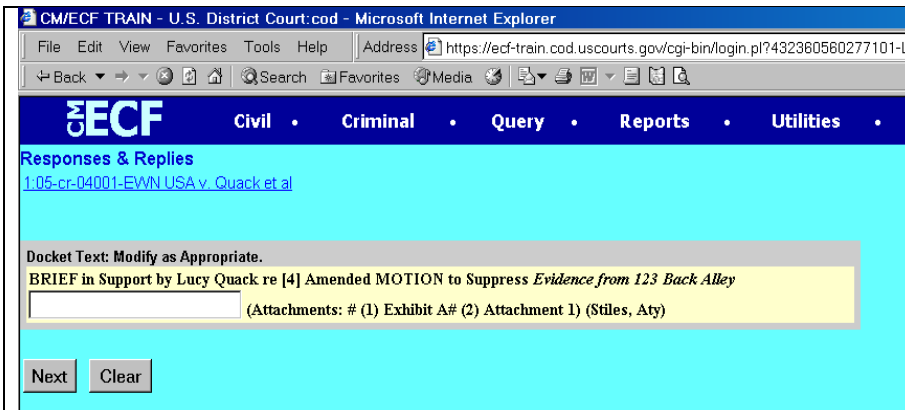 CM/ECF TRAIN - U.S. District Court:cod - Microsoft Internet Explorer
File Edit View Favorites Tools Help Address https://ecf-train.cod.uscourts.gov/cgi-bin/login.pl?432360560277101-L
Back Search Favorites Media
CM ECF Civil • Criminal • Query • Reports • Utilities •
Responses & Replies
1:05-cr-04001-EWN USA v. Quack et al
Docket Text: Modify as Appropriate.
BRIEF in Support by Lucy Quack re [4] Amended MOTION to Suppress Evidence from 123 Back Alley
(Attachments: # (1) Exhibit A# (2) Attachment 1) (Stiles, Aty)
Next Clear